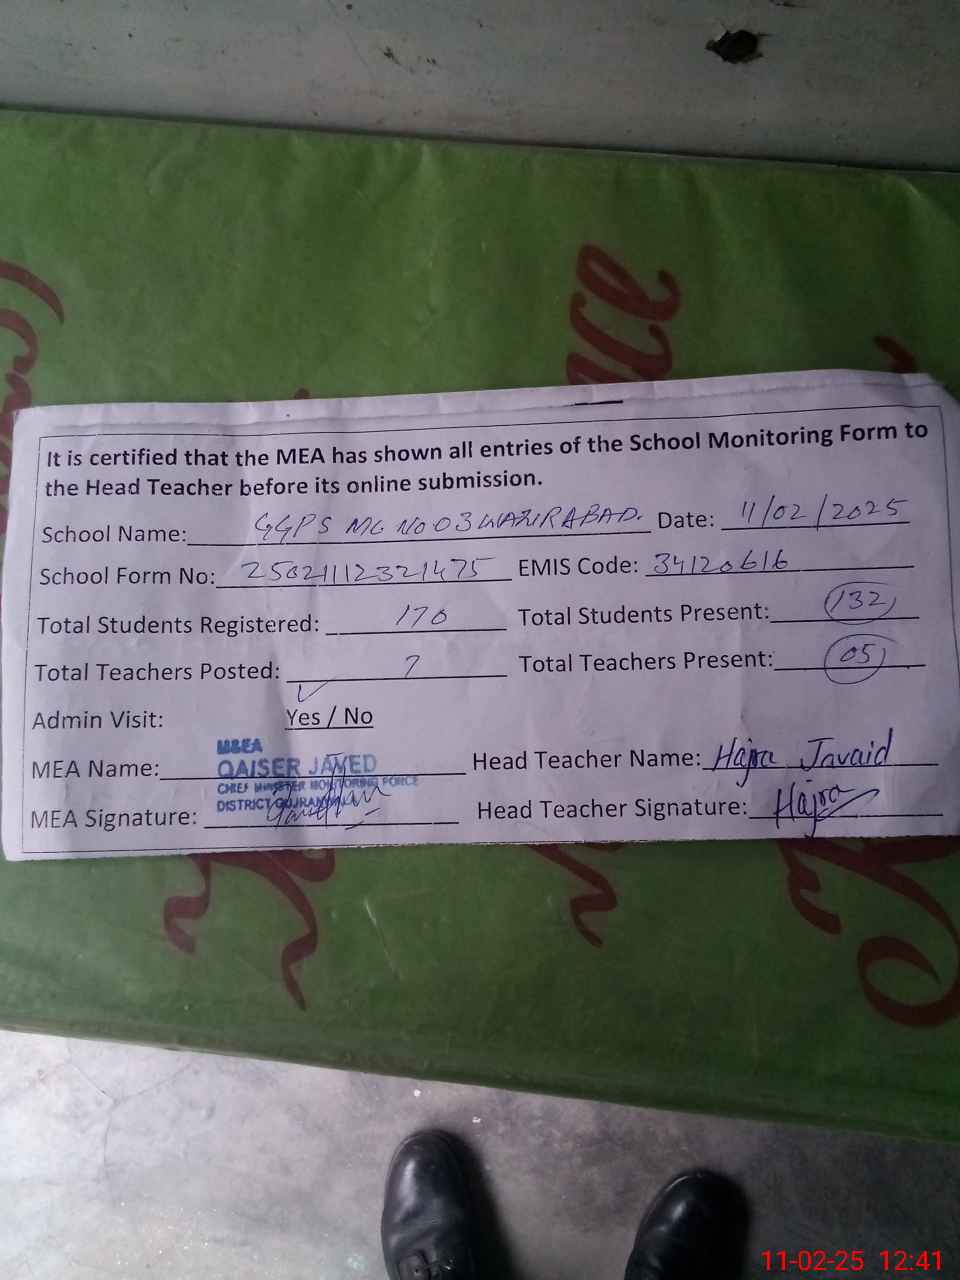 It is certified that the MEA has shown all entries of the School Monitoring Form to
the Head Teacher before its online submission.
School Name: GGPS MC No 03 WAZIRABAD. Date: 11/02/2025
School Form No: 25021112321475 EMIS Code: 34120616
Total Students Registered: 170 Total Students Present: 132
Total Teachers Posted: 7 Total Teachers Present: 05
Admin Visit: Yes / No
M&EA
MEA Name: QAISER JAVED Head Teacher Name: Hajra Javaid
CHIEF MINISTER MONITORING FORCE
DISTRICT
MEA Signature: Head Teacher Signature: Hajra
11-02-25 12:41